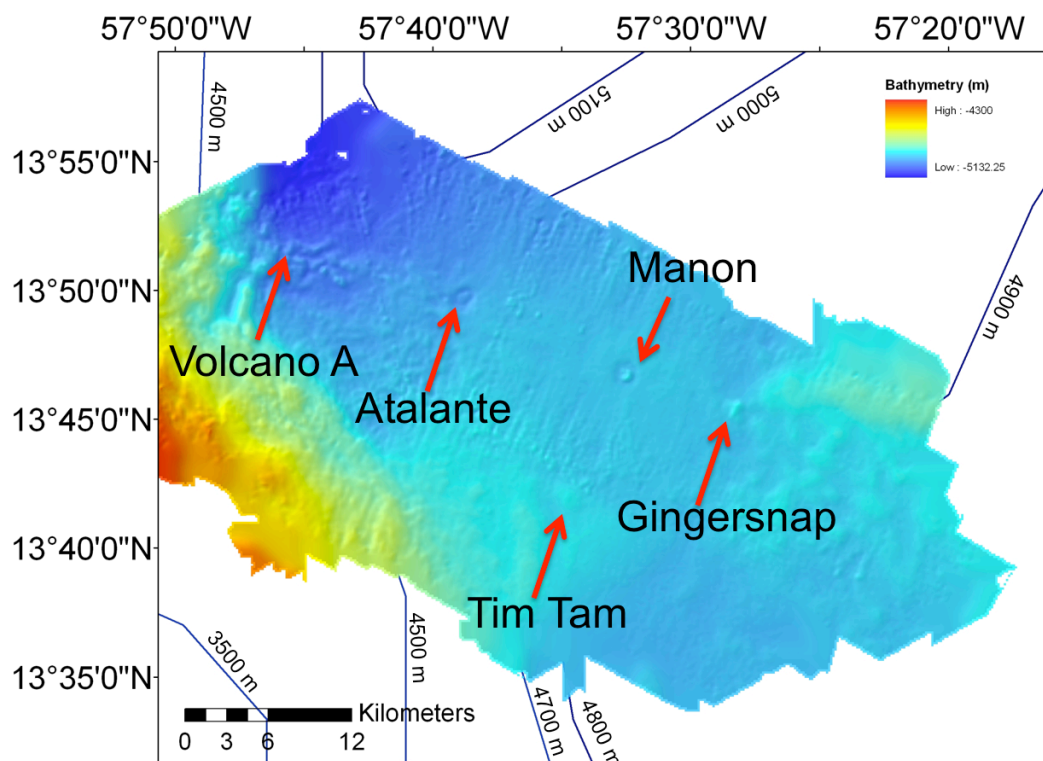 57°50'0"W 57°40'0"W 57°30'0"W 57°20'0"W
Bathymetry (m)
High : -4300
Low : -5132.25
4500 m
5100 m
5000 m
13°55'0"N
13°50'0"N
13°45'0"N
13°40'0"N
13°35'0"N
Manon
4900 m
Volcano A
Atalante
Gingersnap
Tim Tam
3500 m
4500 m
4700 m
4800 m
Kilometers
0 3 6 12